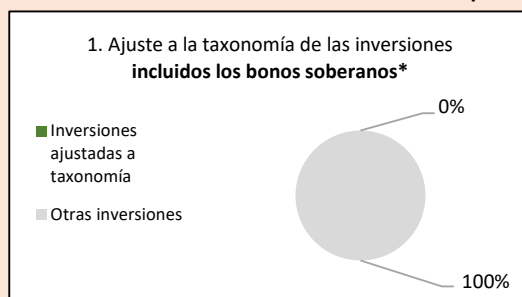 1. Ajuste a la taxonomía de las inversiones
incluidos los bonos soberanos*
0%
Inversiones
ajustadas a
taxonomía
Otras inversiones
100%